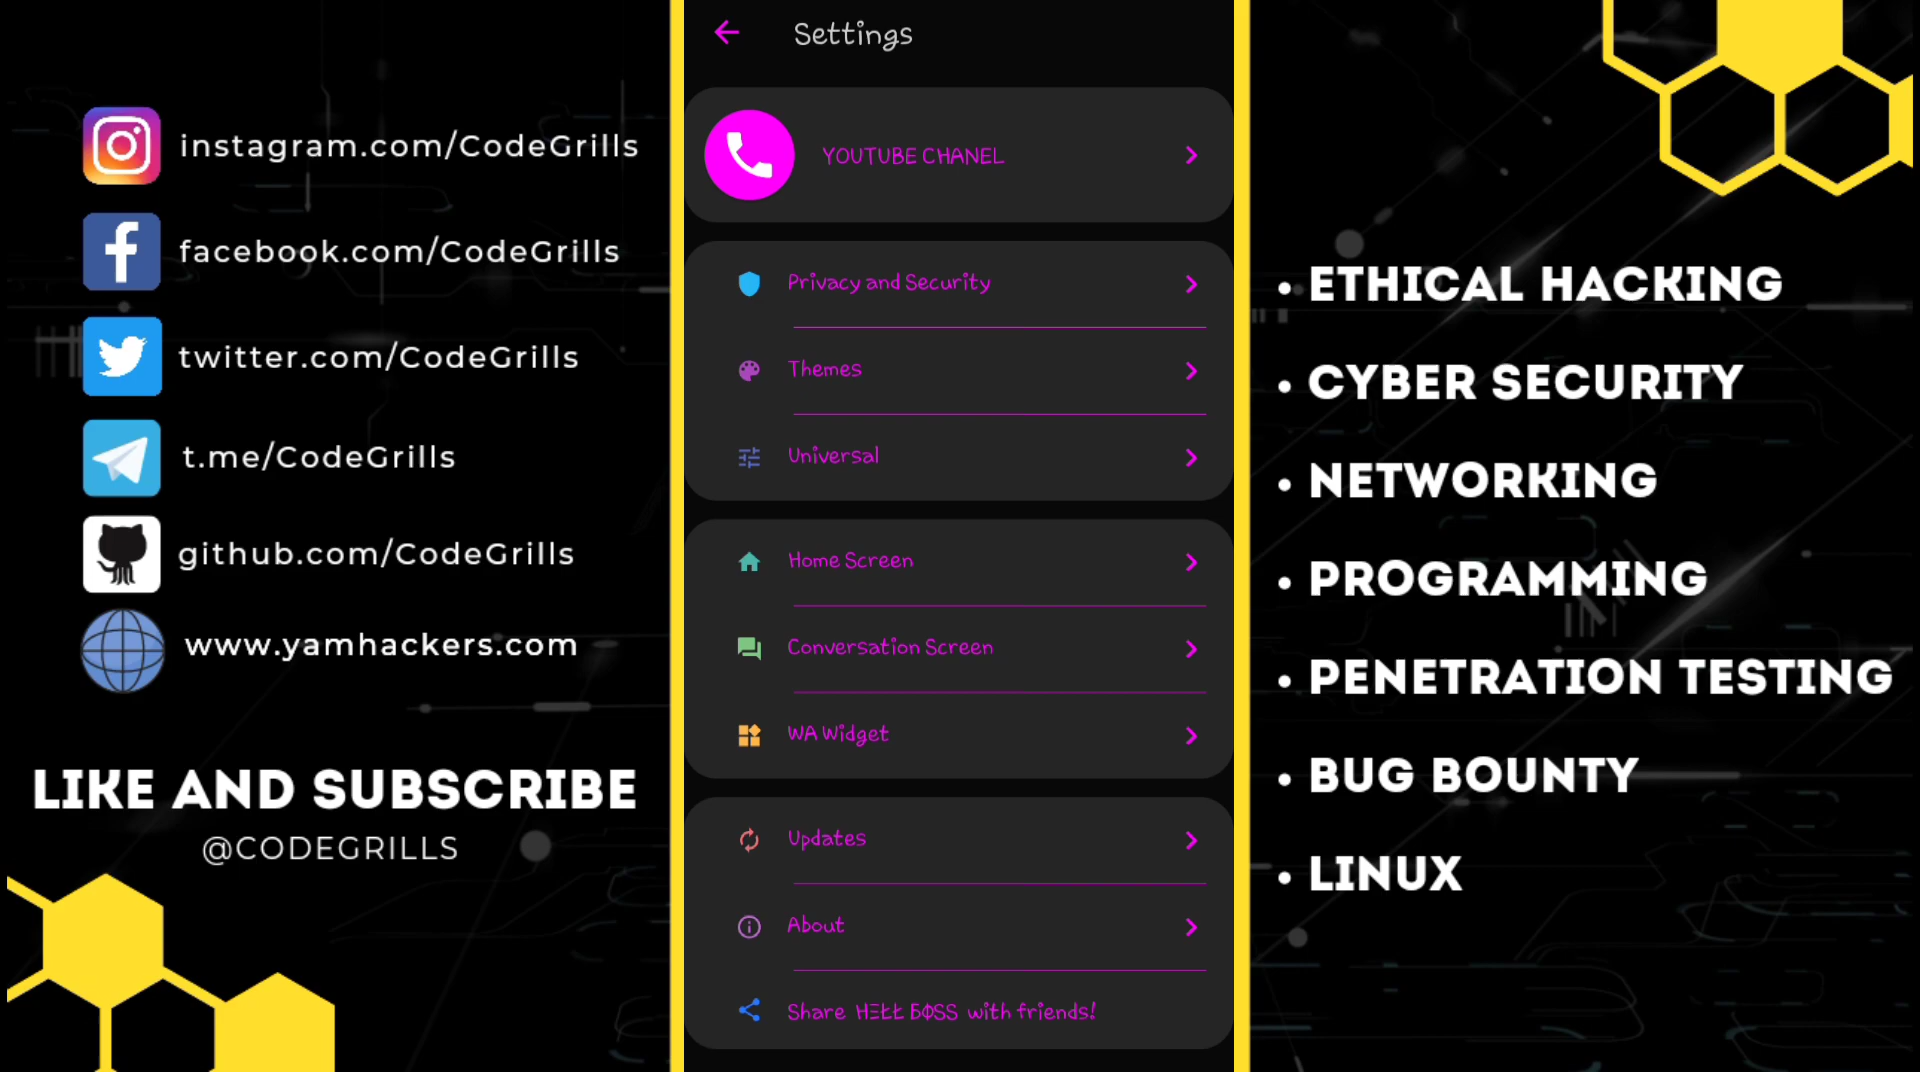 instagram.com/CodeGrills
facebook.com/CodeGrills
twitter.com/CodeGrills
t.me/CodeGrills
github.com/CodeGrills
www.yamhackers.com
LIKE AND SUBSCRIBE
@CODEGRILLS
Settings
YOUTUBE CHANEL
Privacy and Security
Themes
Universal
Home Screen
Conversation Screen
WA Widget
Updates
About
Share HΞŁŁ БΦSS with friends!
• ETHICAL HACKING
• CYBER SECURITY
• NETWORKING
• PROGRAMMING
• PENETRATION TESTING
• BUG BOUNTY
• LINUX